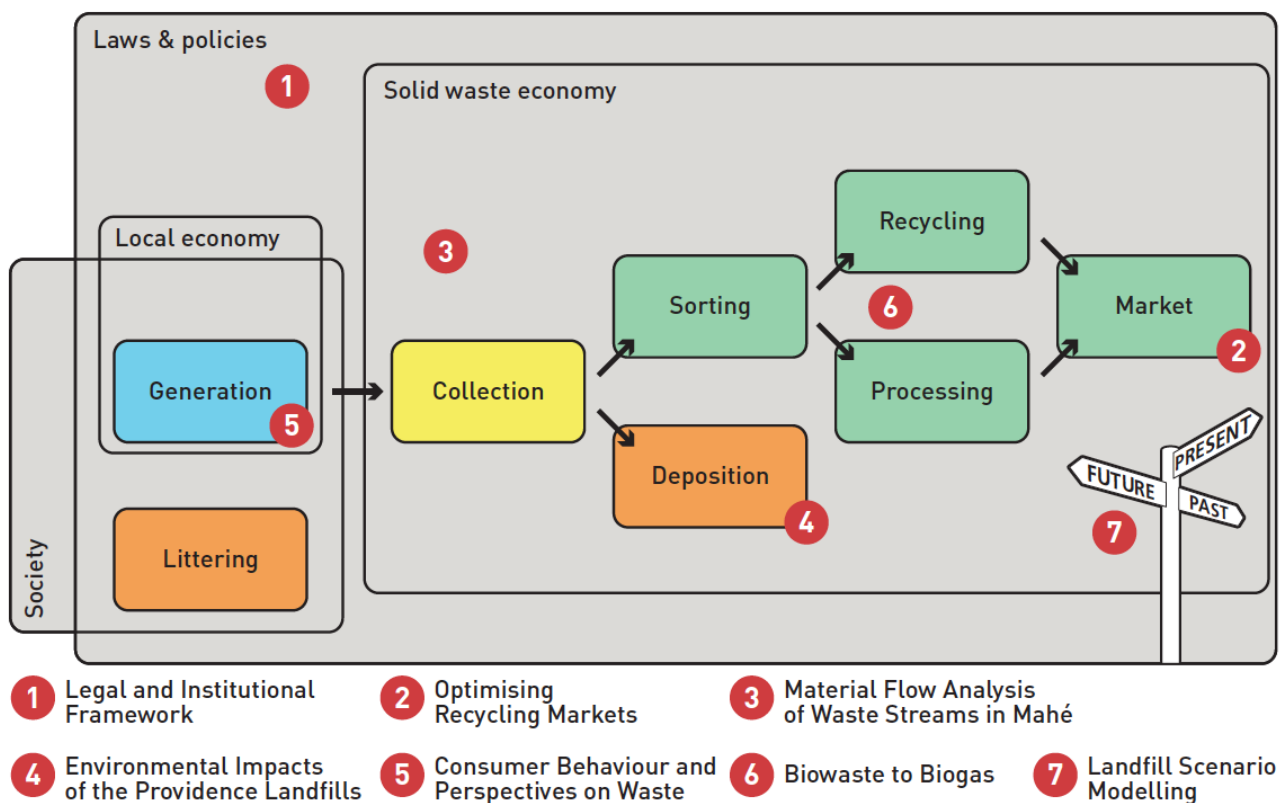 Laws & policies
1
Solid waste economy
Local economy
3
Recycling
Sorting
6
Market
2
Generation
5
Collection
Processing
Deposition
4
PRESENT
FUTURE
PAST
7
Littering
Society
1 Legal and Institutional
Framework
2 Optimising
Recycling Markets
3 Material Flow Analysis
of Waste Streams in Mahé
4 Environmental Impacts
of the Providence Landfills
5 Consumer Behaviour and
Perspectives on Waste
6 Biowaste to Biogas
7 Landfill Scenario
Modelling